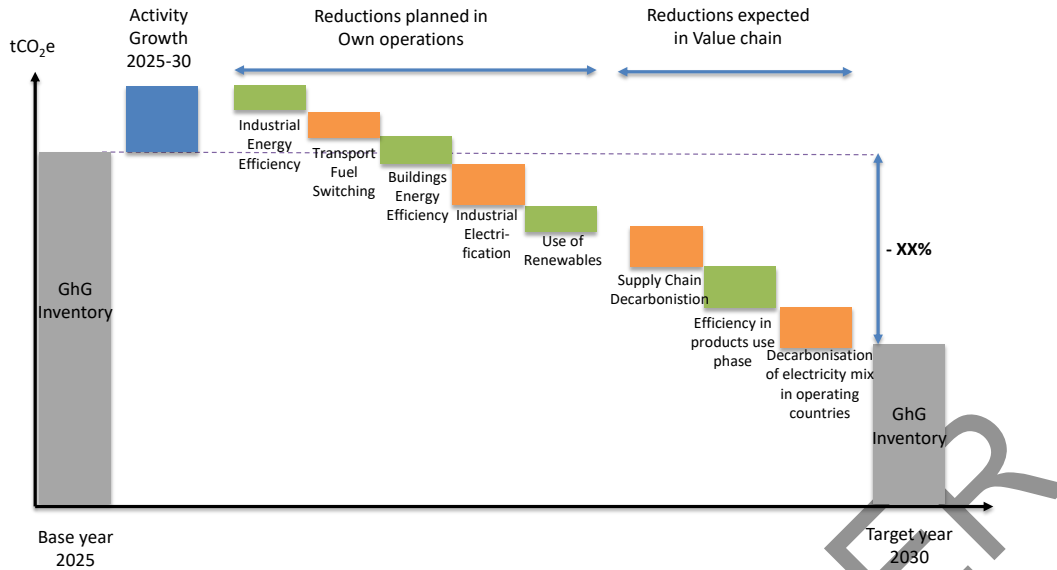 tCO2e
Activity
Growth
2025-30
Reductions planned in
Own operations
Reductions expected
in Value chain
Industrial
Energy
Efficiency
Transport
Fuel
Switching
Buildings
Energy
Efficiency
Industrial
Electri-
fication
Use of
Renewables
Supply Chain
Decarbonistion
Efficiency in
products use
phase
Decarbonisation
of electricity mix
in operating
countries
- XX%
GhG
Inventory
GhG
Inventory
Base year
2025
Target year
2030
ER